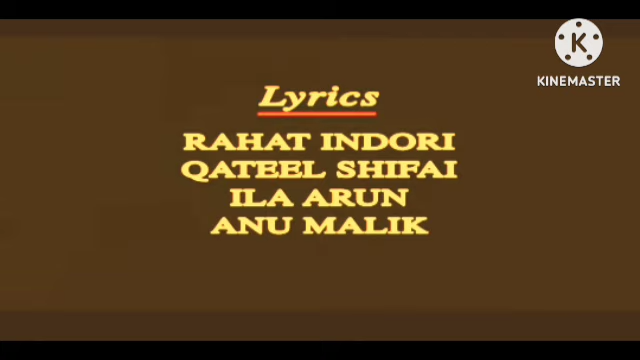 KINEMASTER
Lyrics
RAHAT INDORI
QATEEL SHIFAI
ILA ARUN
ANU MALIK